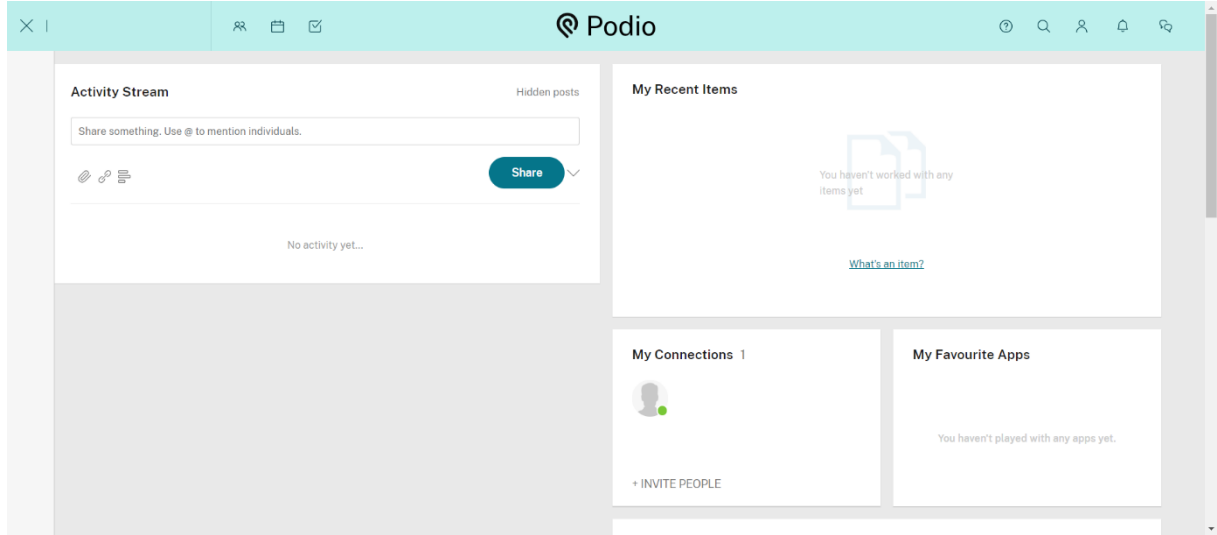 Podio
Activity Stream
Hidden posts
Share something. Use @ to mention individuals.
Share
No activity yet...
My Recent Items
You haven't worked with any
items yet
What's an item?
My Connections 1
+ INVITE PEOPLE
My Favourite Apps
You haven't played with any apps yet.